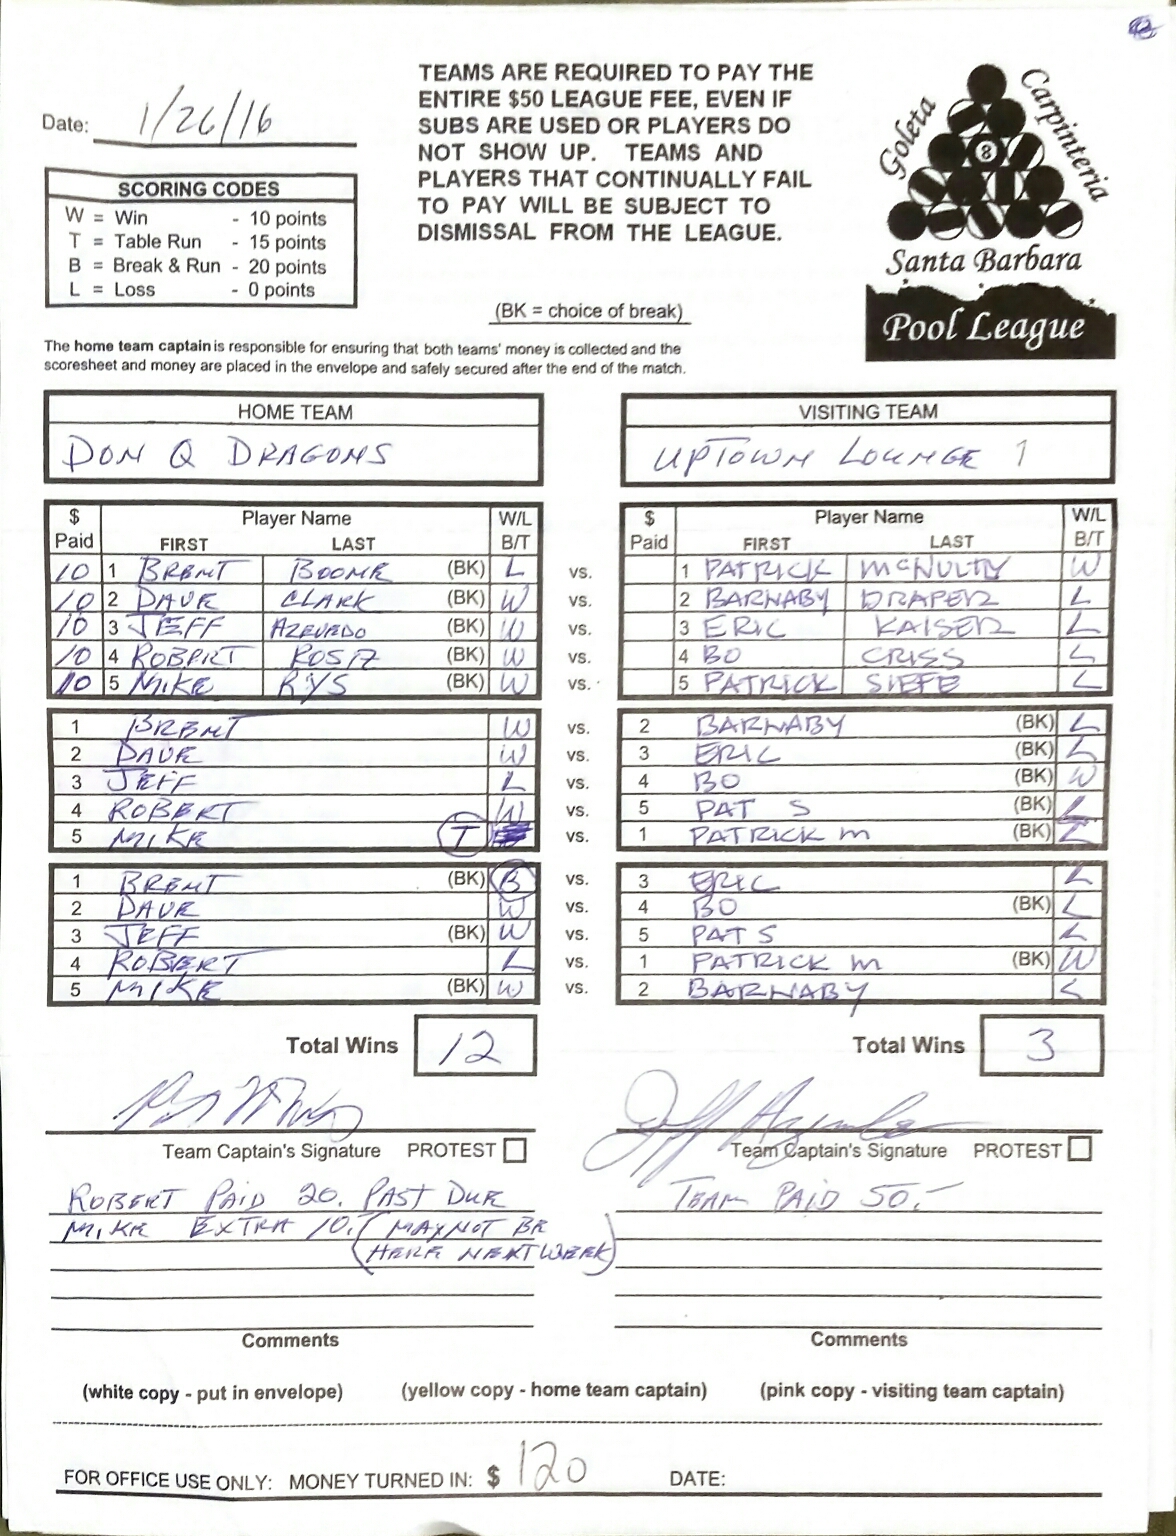 TEAMS ARE REQUIRED TO PAY THE
ENTIRE $50 LEAGUE FEE, EVEN IF
SUBS ARE USED OR PLAYERS DO
NOT SHOW UP. TEAMS AND
PLAYERS THAT CONTINUALLY FAIL
TO PAY WILL BE SUBJECT TO
DISMISSAL FROM THE LEAGUE.
Date: 1/26/16
SCORING CODES
W = Win - 10 points
T = Table Run - 15 points
B = Break & Run - 20 points
L = Loss - 0 points
Goleta
Carpinteria
8
Santa Barbara
Pool League
(BK = choice of break)
The home team captain is responsible for ensuring that both teams' money is collected and the
scoresheet and money are placed in the envelope and safely secured after the end of the match.
HOME TEAM VISITING TEAM
DON Q DRAGONS UPTOWN LOUNGE 1
$ Player Name W/L $ Player Name W/L
Paid FIRST LAST B/T Paid FIRST LAST B/T
10 1 BRENT BOONE (BK) L vs. 1 PATRICK McNULTY W
10 2 DAVE CLARK (BK) W vs. 2 BARNABY DRAPER L
10 3 JEFF AZEVEDO (BK) W vs. 3 ERIC KAISER L
10 4 ROBERT (BK) W vs. 4 BO CRISS L
10 5 MIKE RYS (BK) W vs. 5 PATRICK SIEFE L
1 BRENT W vs. 2 BARNABY (BK) L
2 DAVE W vs. 3 ERIC (BK) L
3 JEFF L vs. 4 BO (BK) W
4 ROBERT W vs. 5 PAT S (BK) L
5 MIKE T vs. 1 PATRICK M (BK) L
1 BRENT (BK) B vs. 3 ERIC L
2 DAVE W vs. 4 BO (BK) L
3 JEFF (BK) W vs. 5 PAT S L
4 ROBERT L vs. 1 PATRICK M (BK) W
5 MIKE (BK) W vs. 2 BARNABY L
Total Wins 12 Total Wins 3
Jeff Azevedo
Team Captain's Signature PROTEST Team Captain's Signature PROTEST
ROBERT PAID 20. PAST DUE TEAM PAID 50.-
MIKE EXTRA 10. (MAY NOT BE
HERE NEXT WEEK)
Comments Comments
(white copy - put in envelope) (yellow copy - home team captain) (pink copy - visiting team captain)
FOR OFFICE USE ONLY: MONEY TURNED IN: $ 120 DATE: